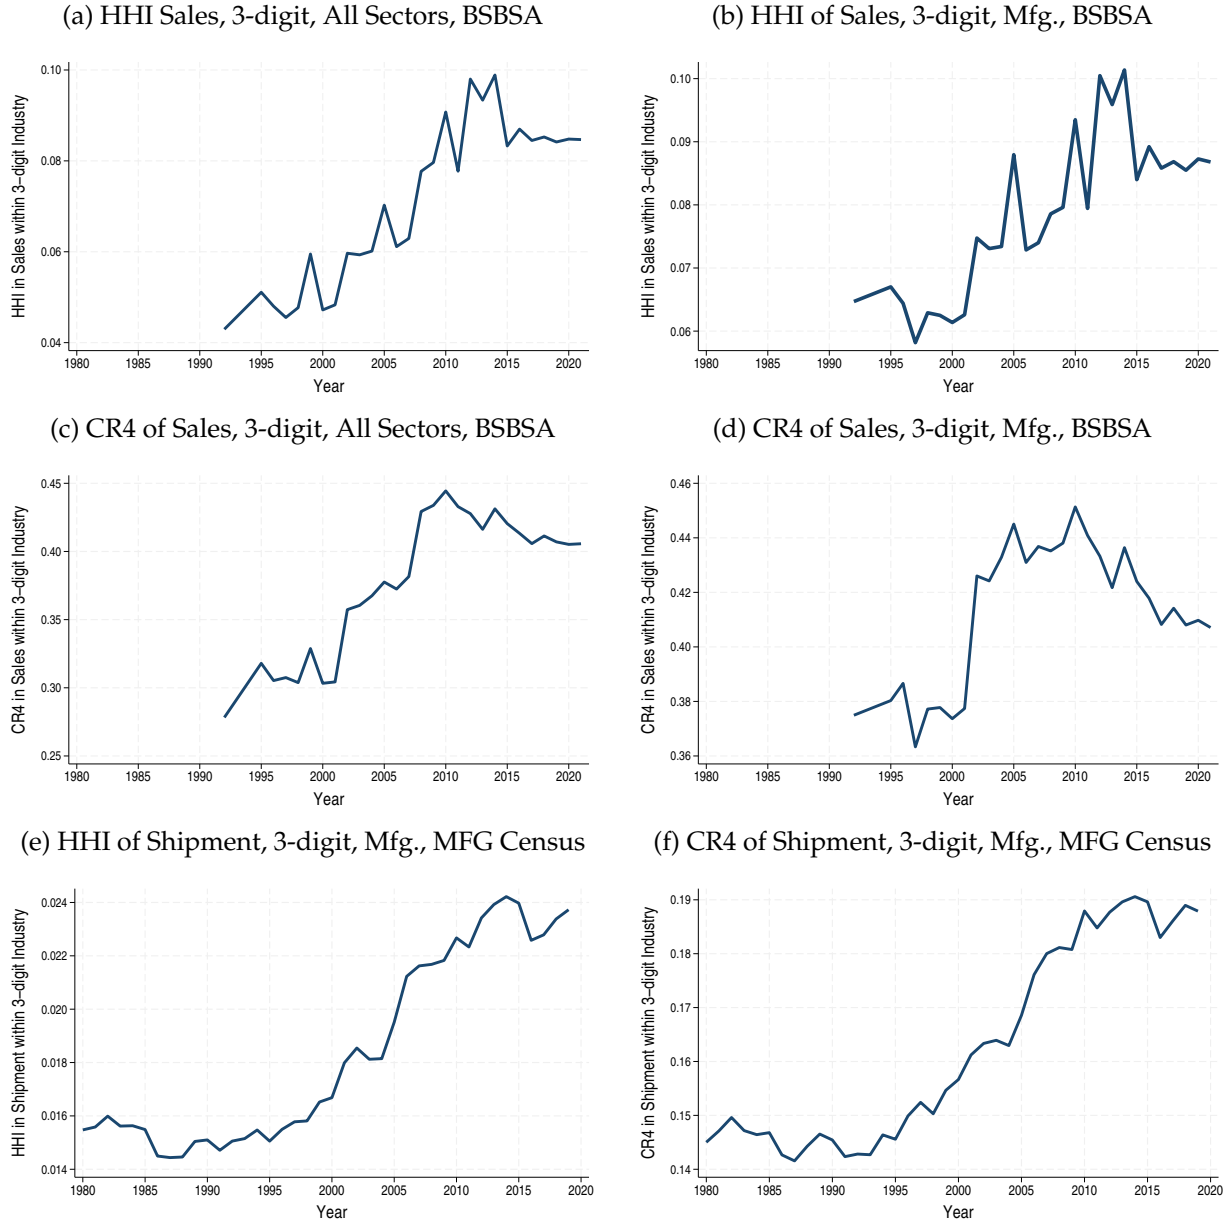 (a) HHI Sales, 3-digit, All Sectors, BSBSA
HHI in Sales within 3−digit Industry
0.10
0.08
0.06
0.04
1980 1985 1990 1995 2000 2005 2010 2015 2020
Year
(b) HHI of Sales, 3-digit, Mfg., BSBSA
HHI in Sales within 3−digit Industry
0.10
0.09
0.08
0.07
0.06
1980 1985 1990 1995 2000 2005 2010 2015 2020
Year
(c) CR4 of Sales, 3-digit, All Sectors, BSBSA
CR4 in Sales within 3−digit Industry
0.45
0.40
0.35
0.30
0.25
1980 1985 1990 1995 2000 2005 2010 2015 2020
Year
(d) CR4 of Sales, 3-digit, Mfg., BSBSA
CR4 in Sales within 3−digit Industry
0.46
0.44
0.42
0.40
0.38
0.36
1980 1985 1990 1995 2000 2005 2010 2015 2020
Year
(e) HHI of Shipment, 3-digit, Mfg., MFG Census
HHI in Shipment within 3−digit Industry
0.024
0.022
0.020
0.018
0.016
0.014
1980 1985 1990 1995 2000 2005 2010 2015 2020
Year
(f) CR4 of Shipment, 3-digit, Mfg., MFG Census
CR4 in Shipment within 3−digit Industry
0.19
0.18
0.17
0.16
0.15
0.14
1980 1985 1990 1995 2000 2005 2010 2015 2020
Year